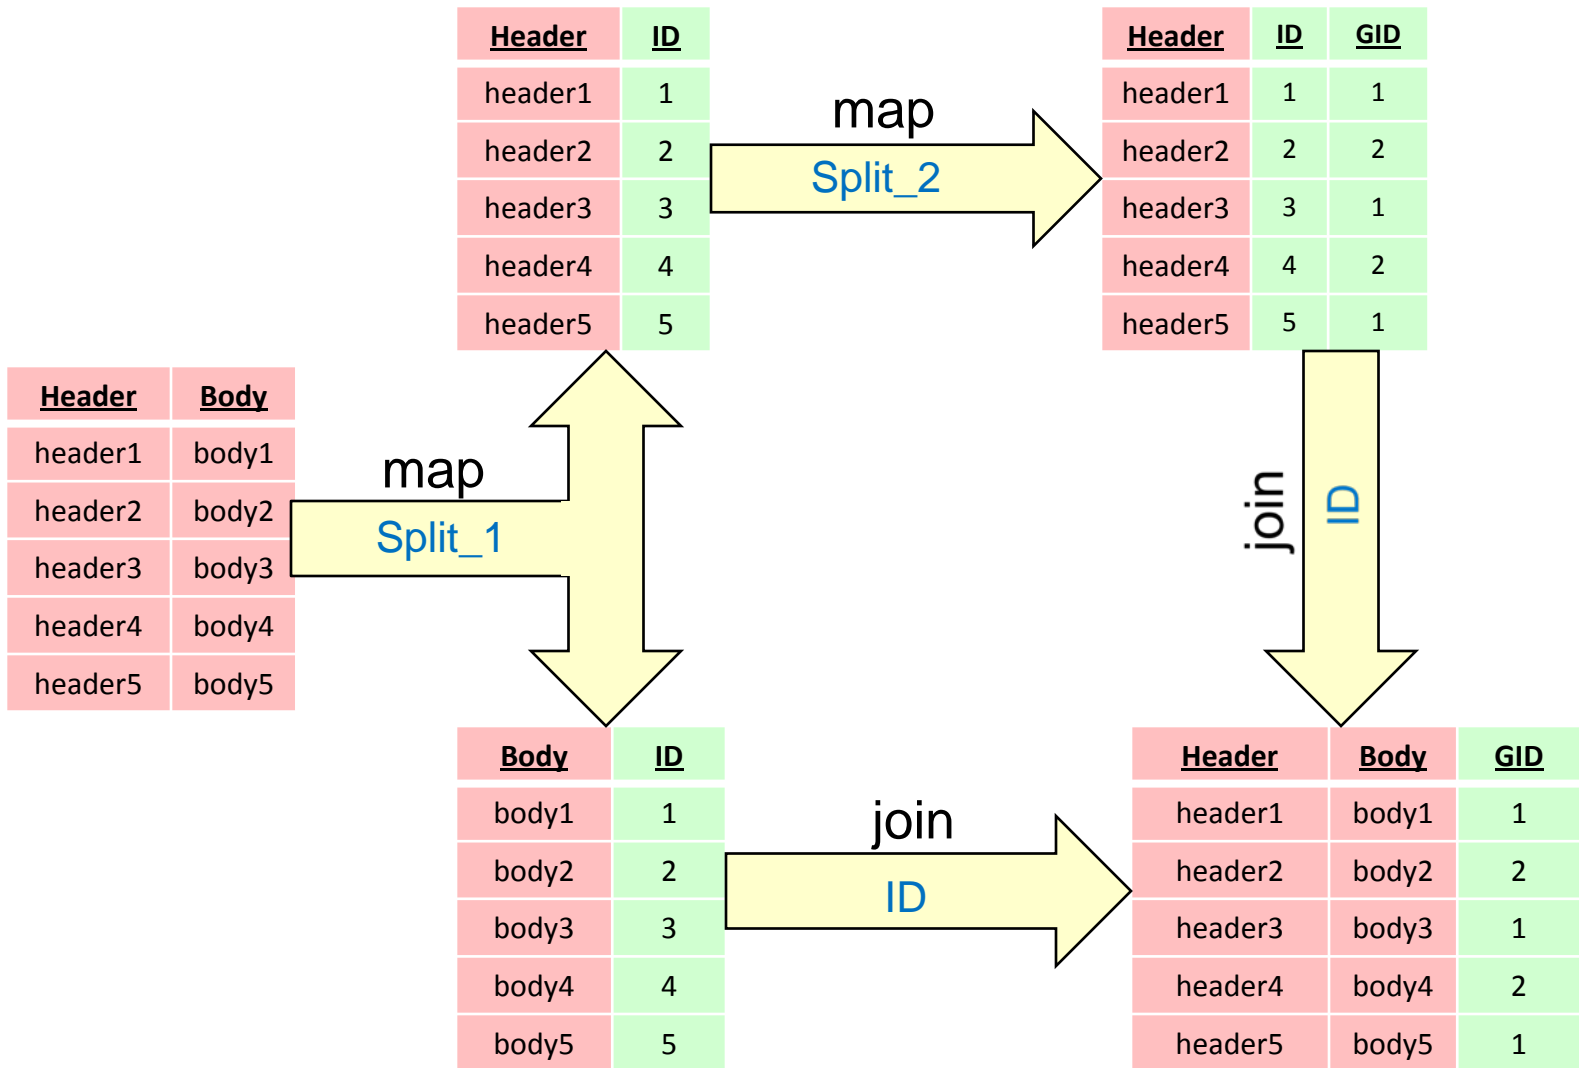 Header ID
header1 1
header2 2
header3 3
header4 4
header5 5
map
Split_2
Header ID GID
header1 1 1
header2 2 2
header3 3 1
header4 4 2
header5 5 1
Header Body
header1 body1
header2 body2
header3 body3
header4 body4
header5 body5
map
Split_1
join
ID
Body ID
body1 1
body2 2
body3 3
body4 4
body5 5
join
ID
Header Body GID
header1 body1 1
header2 body2 2
header3 body3 1
header4 body4 2
header5 body5 1